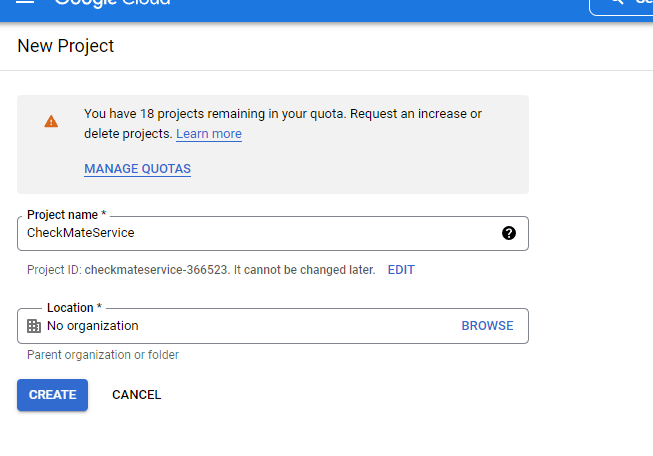 Google Cloud
New Project
You have 18 projects remaining in your quota. Request an increase or
delete projects. Learn more
MANAGE QUOTAS
Project name *
CheckMateService
Project ID: checkmateservice-366523. It cannot be changed later. EDIT
Location *
No organization BROWSE
Parent organization or folder
CREATE CANCEL